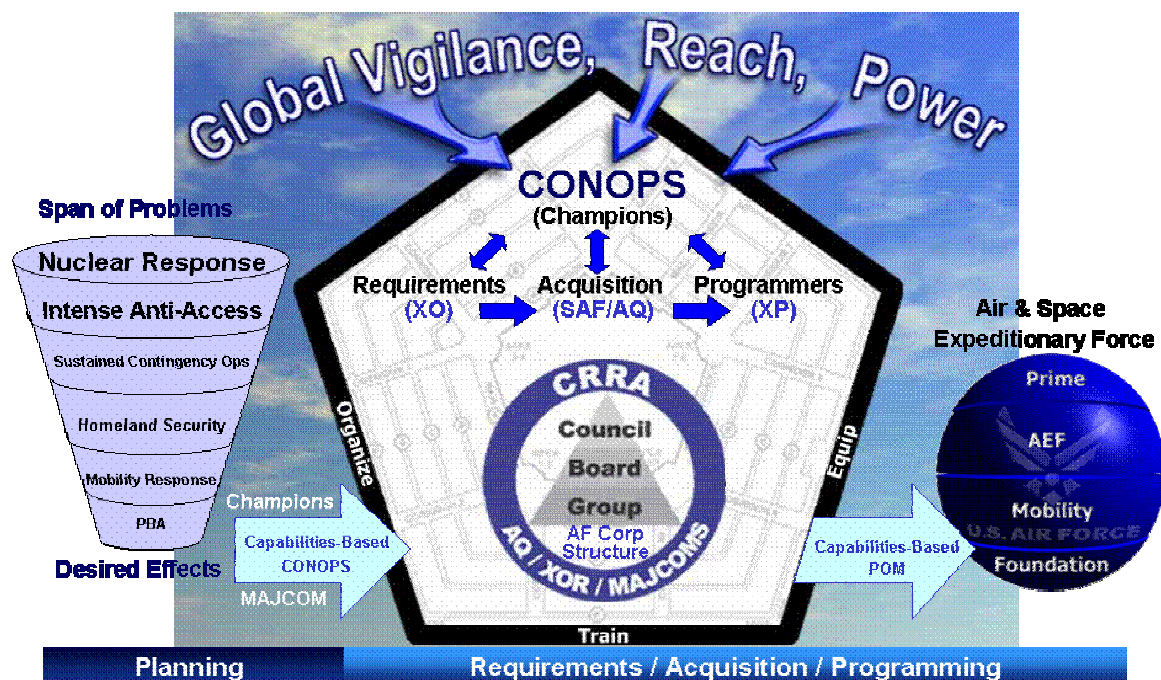 Global Vigilance, Reach, Power
CONOPS
(Champions)
Requirements
(XO)
Acquisition
(SAF/AQ)
Programmers
(XP)
Span of Problems
Nuclear Response
Intense Anti-Access
Sustained Contingency Ops
Homeland Security
Mobility Response
PBA
Desired Effects
Champions
Capabilities-Based
CONOPS
MAJCOM
Organize
Train
Equip
CRRA
Council
Board
Group
AF Corp
Structure
AQ / XOR / MAJCOMS
Capabilities-Based
POM
Air & Space
Expeditionary Force
Prime
AEF
Mobility
U.S. AIR FORCE
Foundation
Planning
Requirements / Acquisition / Programming